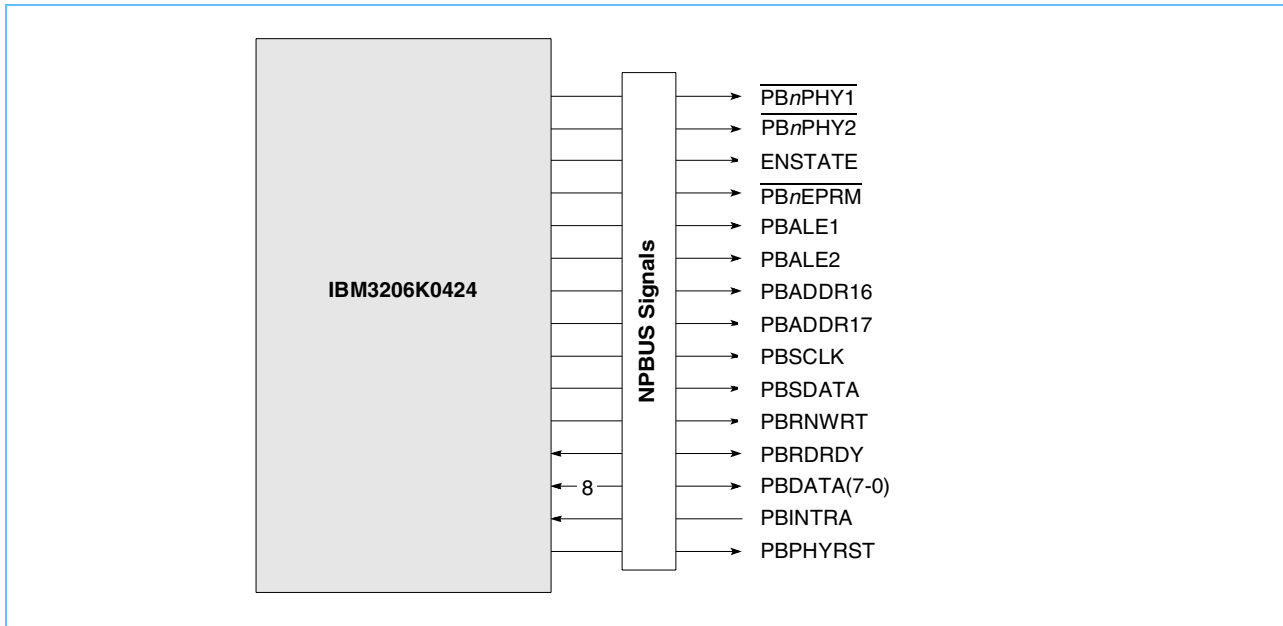 IBM3206K0424
NPBUS Signals
PBnPHY1
PBnPHY2
ENSTATE
PBnEPRM
PBALE1
PBALE2
PBADDR16
PBADDR17
PBSCLK
PBSDATA
PBRNWRT
PBRDRDY
8
PBDATA(7-0)
PBINTRA
PBPHYRST